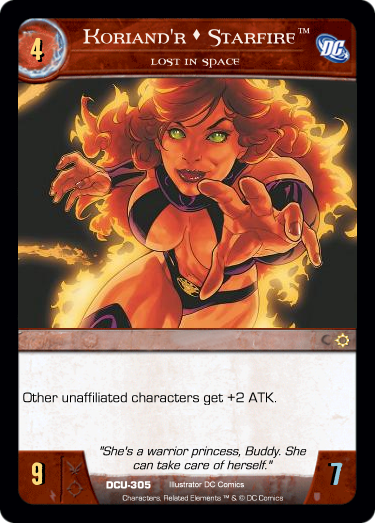 4
KORIAND'R ♦ STARFIRE™
DC
LOST IN SPACE
Other unaffiliated characters get +2 ATK.
"She's a warrior princess, Buddy. She
can take care of herself."
9
DCU-305 Illustrator DC Comics
7
Characters, Related Elements ™ & © DC Comics